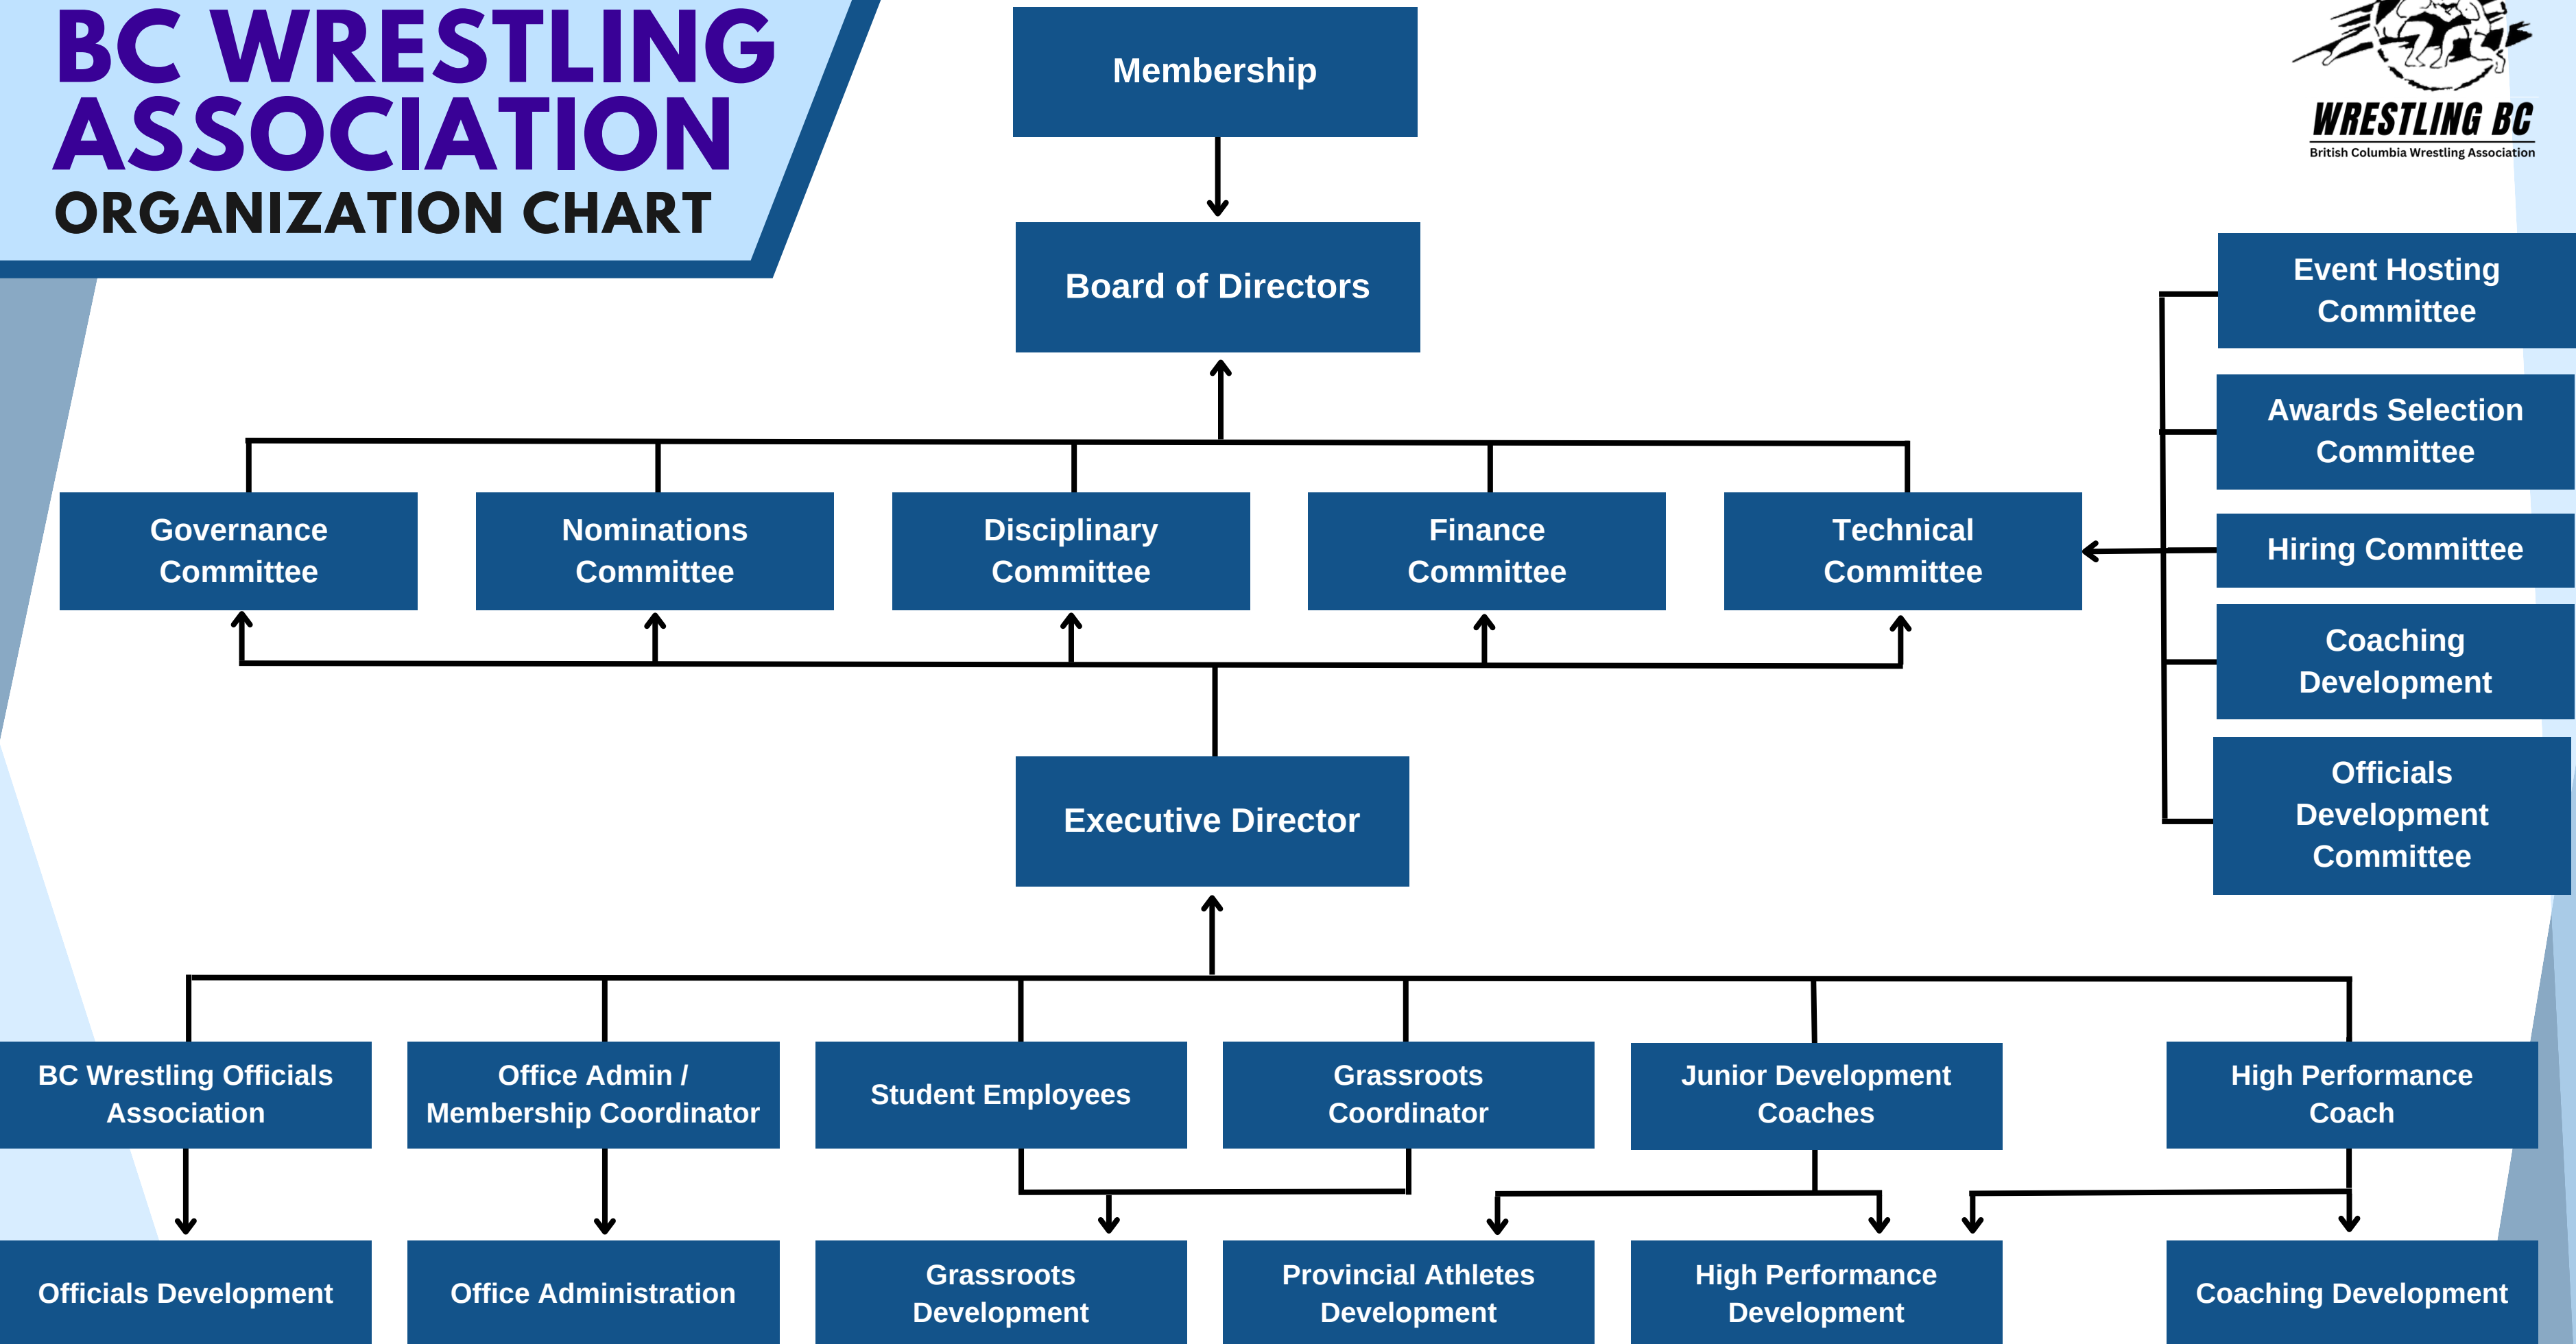 BC WRESTLING
ASSOCIATION
ORGANIZATION CHART
Membership
WRESTLING BC
British Columbia Wrestling Association
Board of Directors
Event Hosting
Committee
Awards Selection
Committee
Hiring Committee
Coaching
Development
Officials
Development
Committee
Governance
Committee
Nominations
Committee
Disciplinary
Committee
Finance
Committee
Technical
Committee
Executive Director
BC Wrestling Officials
Association
Office Admin /
Membership Coordinator
Student Employees
Grassroots
Coordinator
Junior Development
Coaches
High Performance
Coach
Officials Development
Office Administration
Grassroots
Development
Provincial Athletes
Development
High Performance
Development
Coaching Development